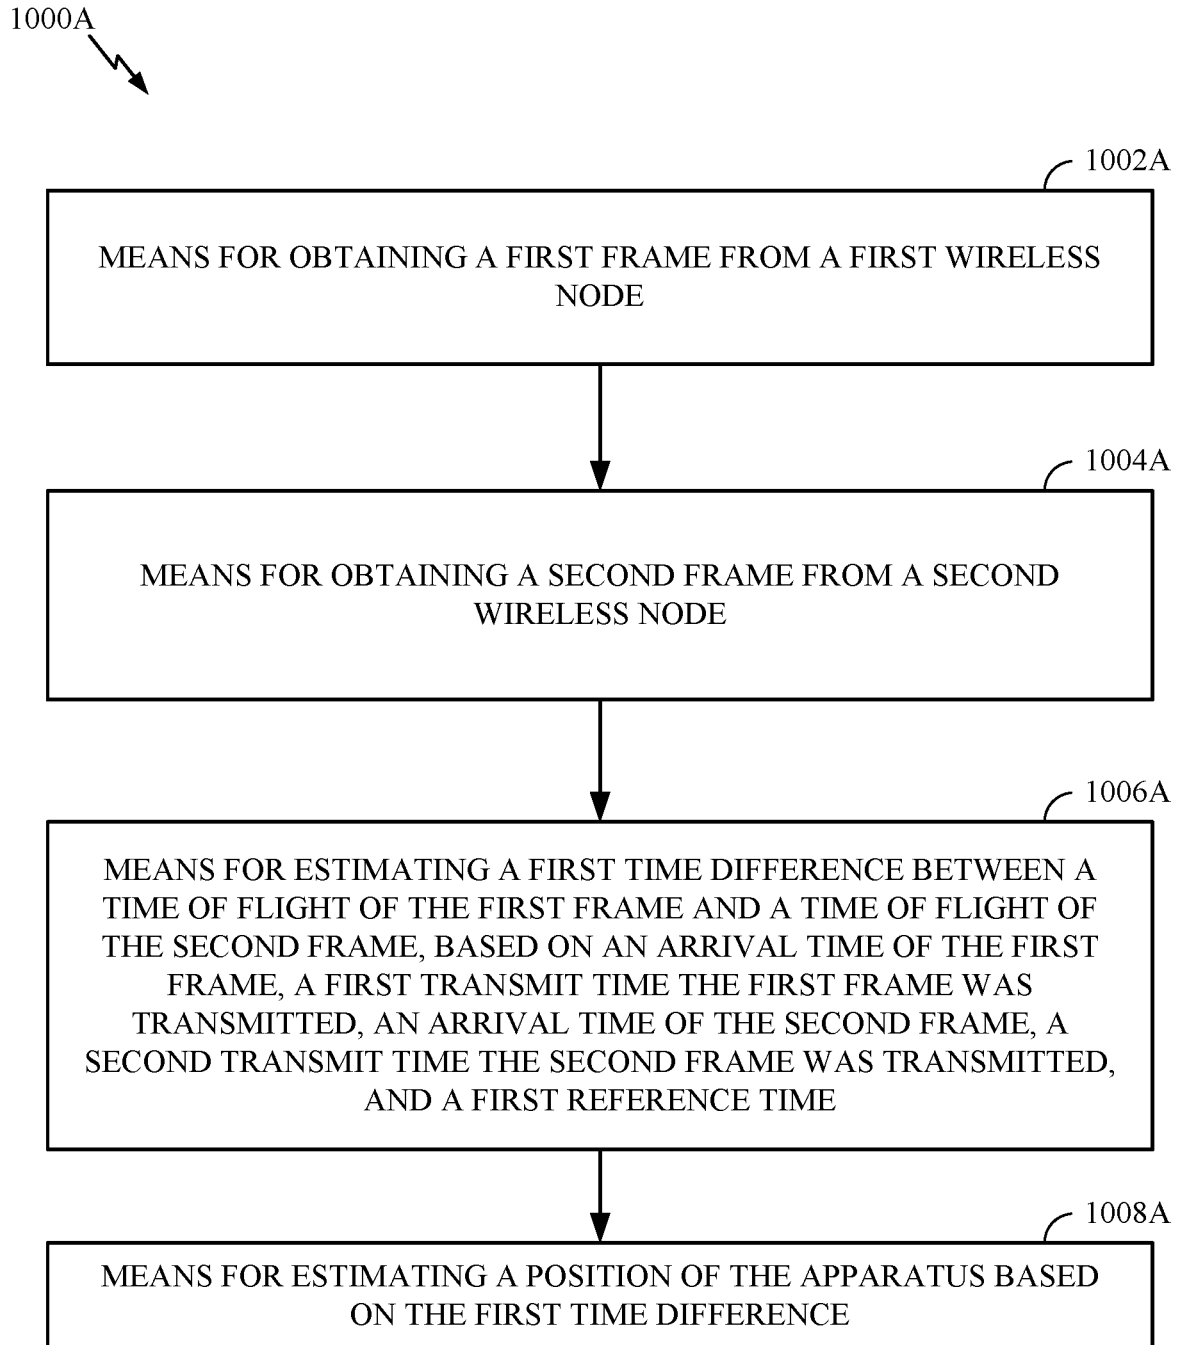 1000A
1002A
MEANS FOR OBTAINING A FIRST FRAME FROM A FIRST WIRELESS
NODE
1004A
MEANS FOR OBTAINING A SECOND FRAME FROM A SECOND
WIRELESS NODE
1006A
MEANS FOR ESTIMATING A FIRST TIME DIFFERENCE BETWEEN A
TIME OF FLIGHT OF THE FIRST FRAME AND A TIME OF FLIGHT OF
THE SECOND FRAME, BASED ON AN ARRIVAL TIME OF THE FIRST
FRAME, A FIRST TRANSMIT TIME THE FIRST FRAME WAS
TRANSMITTED, AN ARRIVAL TIME OF THE SECOND FRAME, A
SECOND TRANSMIT TIME THE SECOND FRAME WAS TRANSMITTED,
AND A FIRST REFERENCE TIME
1008A
MEANS FOR ESTIMATING A POSITION OF THE APPARATUS BASED
ON THE FIRST TIME DIFFERENCE